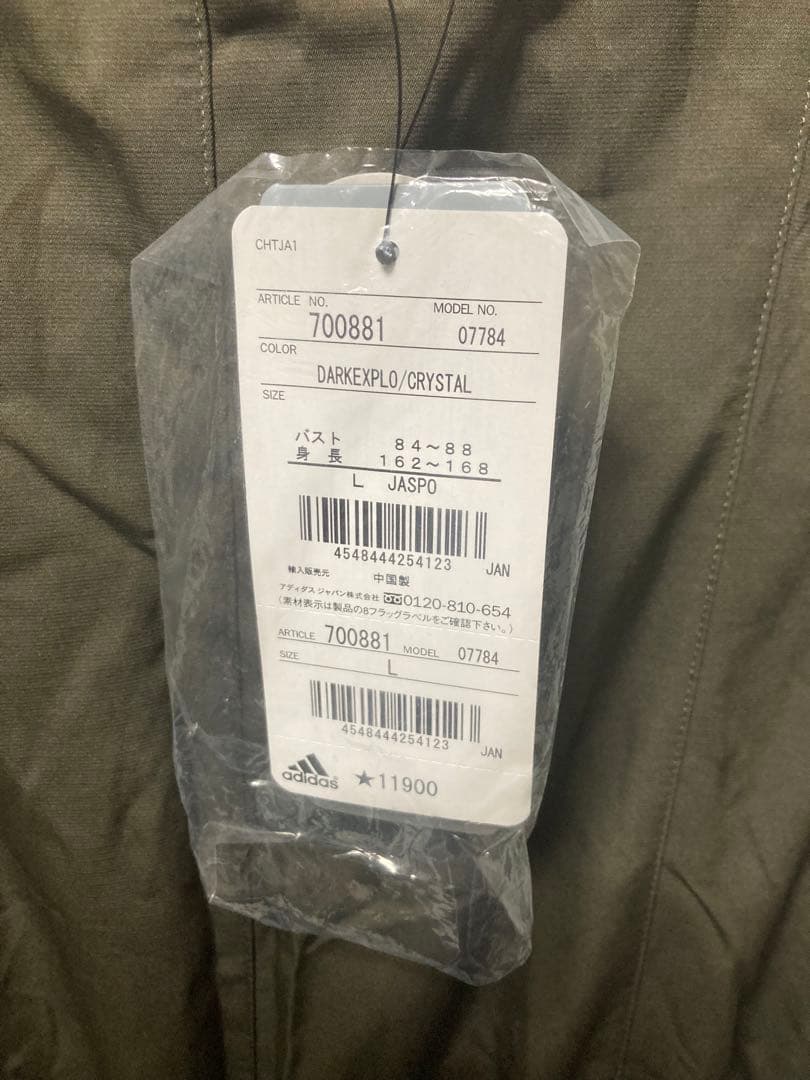 CHTJA1
ARTICLE NO. MODEL NO.
700881 07784
COLOR
DARKEXPLO/CRYSTAL
SIZE
バスト 84～88
身長 162～168
L JASPO
4548444254123 JAN
輸入販売元 中国製
アディダス ジャパン株式会社 0120-810-654
(素材表示は製品のBフラッグラベルをご確認下さい。)
ARTICLE 700881 MODEL 07784
SIZE L
4548444254123 JAN
adidas ★11900